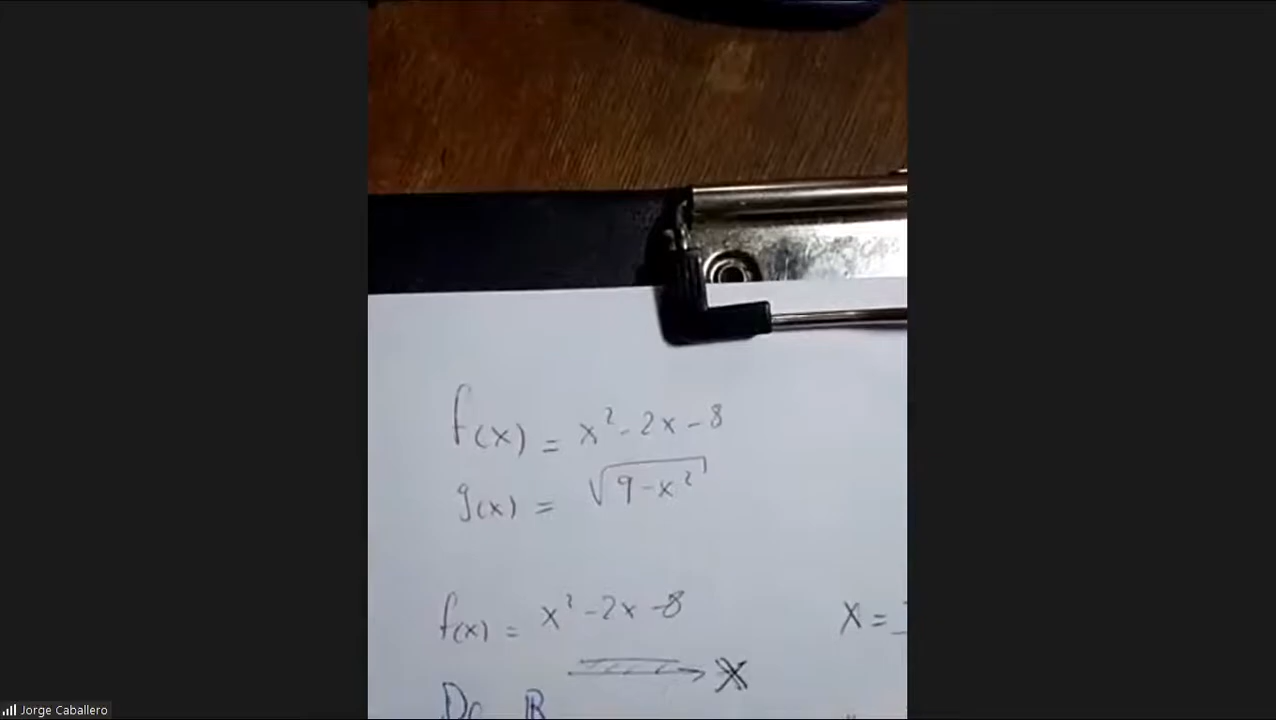 f(x) = x² - 2x - 8
g(x) = √(9 - x²)
f(x) = x² - 2x - 8
X =
X
ℝ
Jorge Caballero